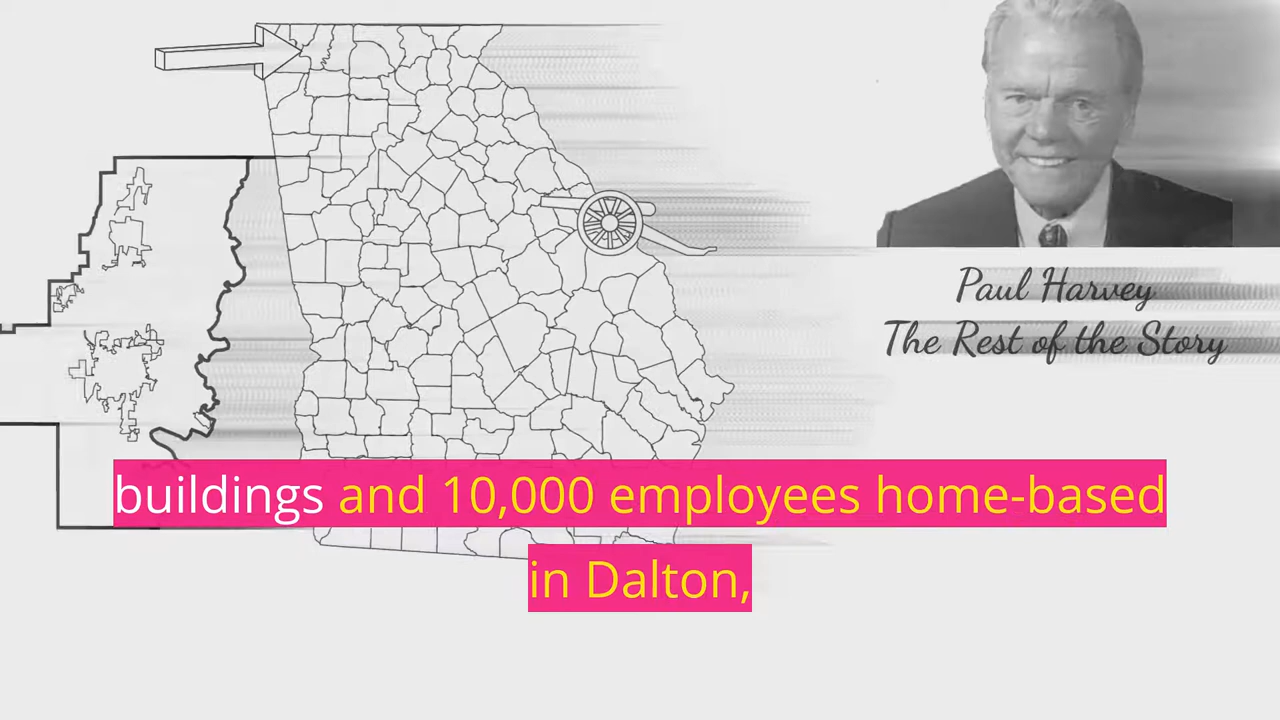 Paul Harvey
The Rest of the Story
buildings and 10,000 employees home-based
in Dalton,